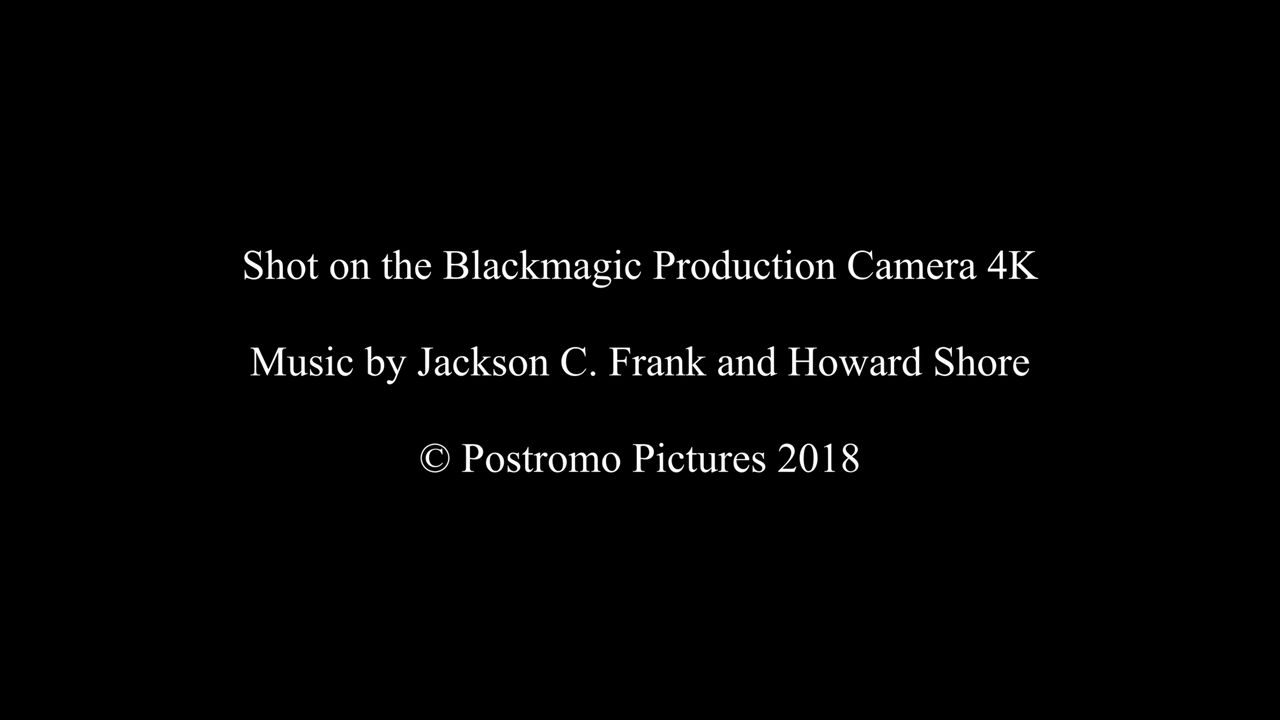 Shot on the Blackmagic Production Camera 4K
Music by Jackson C. Frank and Howard Shore
© Postromo Pictures 2018